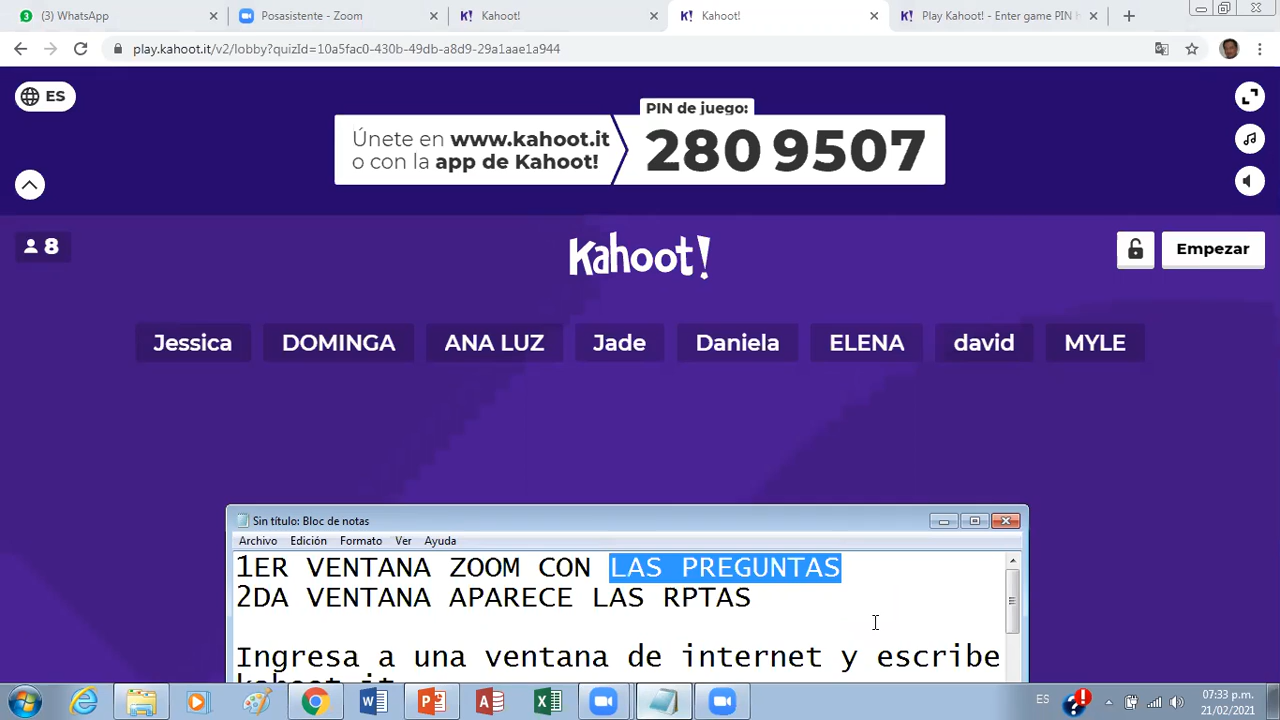 (3) WhatsApp
Posasistente - Zoom
Kahoot!
Kahoot!
Play Kahoot! - Enter game PIN
play.kahoot.it/v2/lobby?quizId=10a5fac0-430b-49db-a8d9-29a1aae1a944
ES
PIN de juego:
Únete en www.kahoot.it
o con la app de Kahoot!
280 9507
8
Kahoot!
Empezar
Jessica
DOMINGA
ANA LUZ
Jade
Daniela
ELENA
david
MYLE
Sin título: Bloc de notas
Archivo Edición Formato Ver Ayuda
1ER VENTANA ZOOM CON LAS PREGUNTAS
2DA VENTANA APARECE LAS RPTAS
Ingresa a una ventana de internet y escribe
kahoot.it
ES
07:33 p.m.
21/02/2021